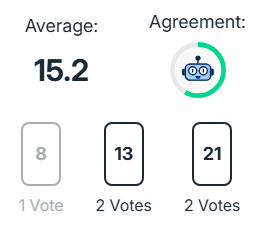 Average:
Agreement:
15.2
8
13
21
1 Vote
2 Votes
2 Votes